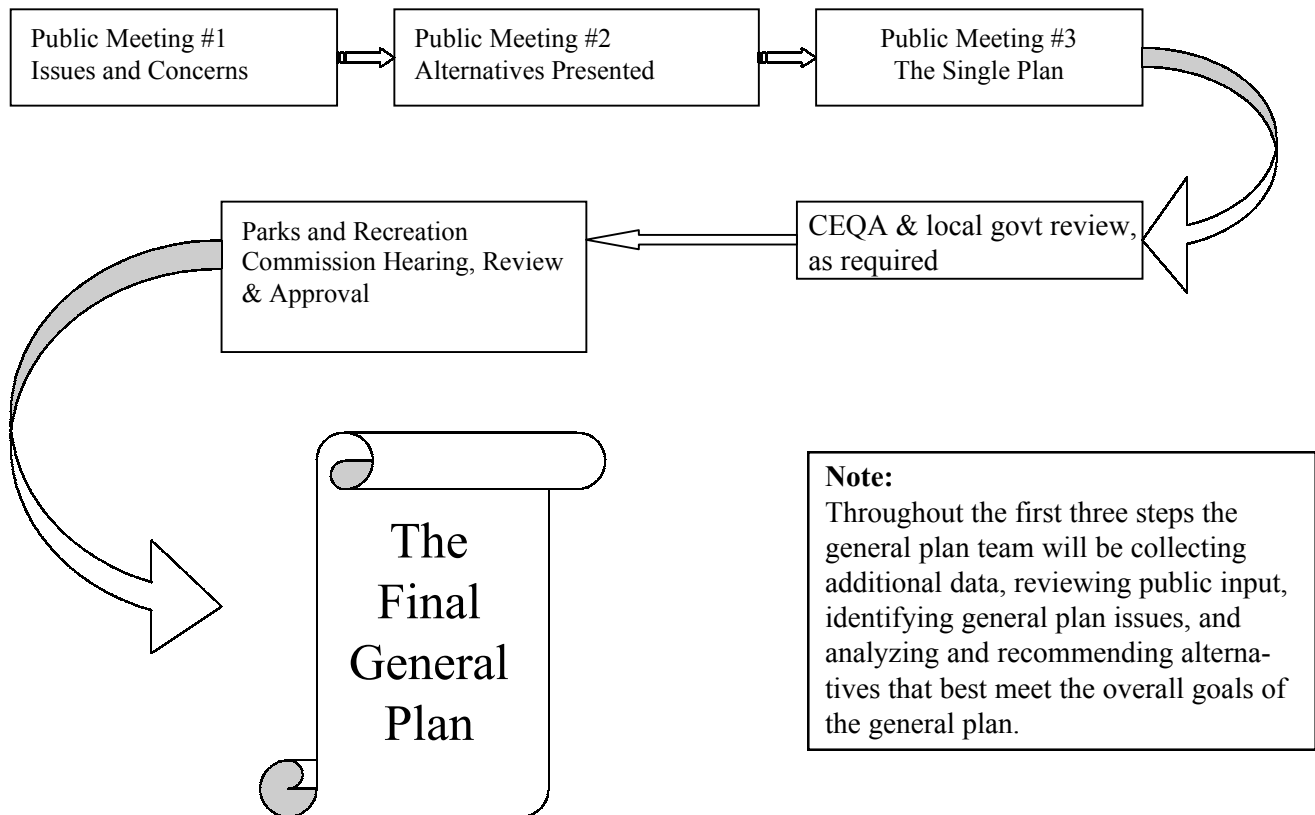 Public Meeting #1
Issues and Concerns
Public Meeting #2
Alternatives Presented
Public Meeting #3
The Single Plan
CEQA & local govt review,
as required
Parks and Recreation
Commission Hearing, Review
& Approval
The
Final
General
Plan
Note:
Throughout the first three steps the
general plan team will be collecting
additional data, reviewing public input,
identifying general plan issues, and
analyzing and recommending alterna-
tives that best meet the overall goals of
the general plan.